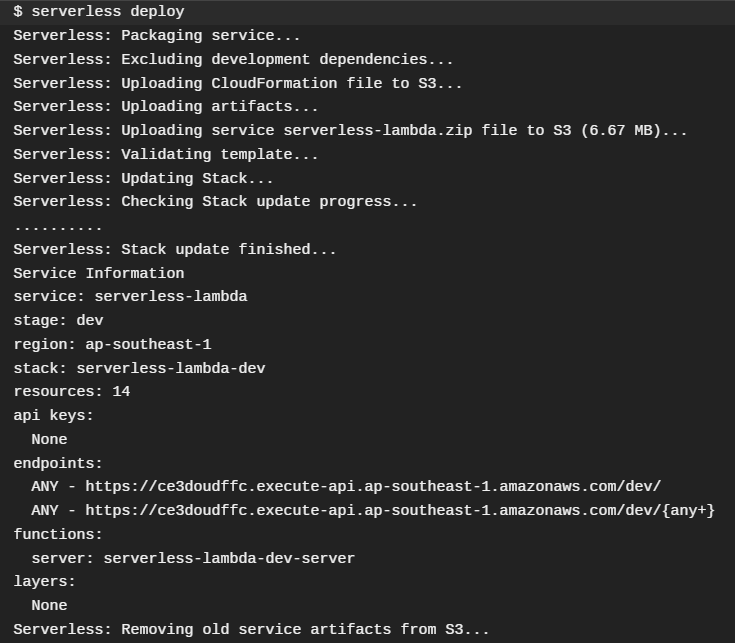 $ serverless deploy
Serverless: Packaging service...
Serverless: Excluding development dependencies...
Serverless: Uploading CloudFormation file to S3...
Serverless: Uploading artifacts...
Serverless: Uploading service serverless-lambda.zip file to S3 (6.67 MB)...
Serverless: Validating template...
Serverless: Updating Stack...
Serverless: Checking Stack update progress...
..........
Serverless: Stack update finished...
Service Information
service: serverless-lambda
stage: dev
region: ap-southeast-1
stack: serverless-lambda-dev
resources: 14
api keys:
  None
endpoints:
  ANY - https://ce3doudffc.execute-api.ap-southeast-1.amazonaws.com/dev/
  ANY - https://ce3doudffc.execute-api.ap-southeast-1.amazonaws.com/dev/{any+}
functions:
  server: serverless-lambda-dev-server
layers:
  None
Serverless: Removing old service artifacts from S3...